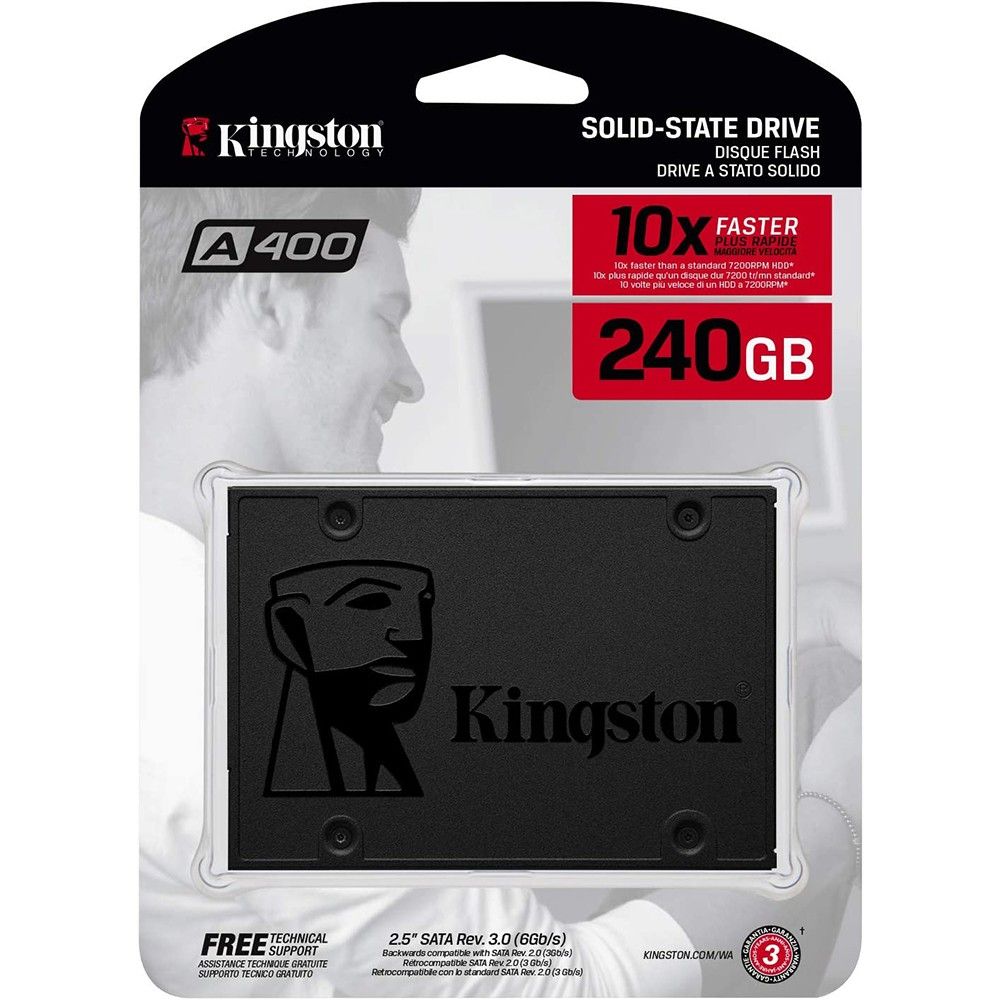 Kingston®
TECHNOLOGY
SOLID-STATE DRIVE
DISQUE FLASH
DRIVE A STATO SOLIDO
A400
10x FASTER
PLUS RAPIDE
MAGGIORE VELOCITÀ
10x faster than a standard 7200RPM HDD*
10x plus rapide qu'un disque dur 7200 tr/mn standard*
10 volte più veloce di un HDD a 7200RPM*
240GB
Kingston®
FREE TECHNICAL SUPPORT
ASSISTANCE TECHNIQUE GRATUITE
SUPPORTO TECNICO GRATUITO
2.5" SATA Rev. 3.0 (6Gb/s)
Backwards compatible with SATA Rev. 2.0 (3Gb/s)
Rétrocompatible SATA Rev. 2.0 (3 Gb/s)
Retrocompatibile con lo standard SATA Rev. 2.0 (3 Gb/s)
KINGSTON.COM/WA
3
†